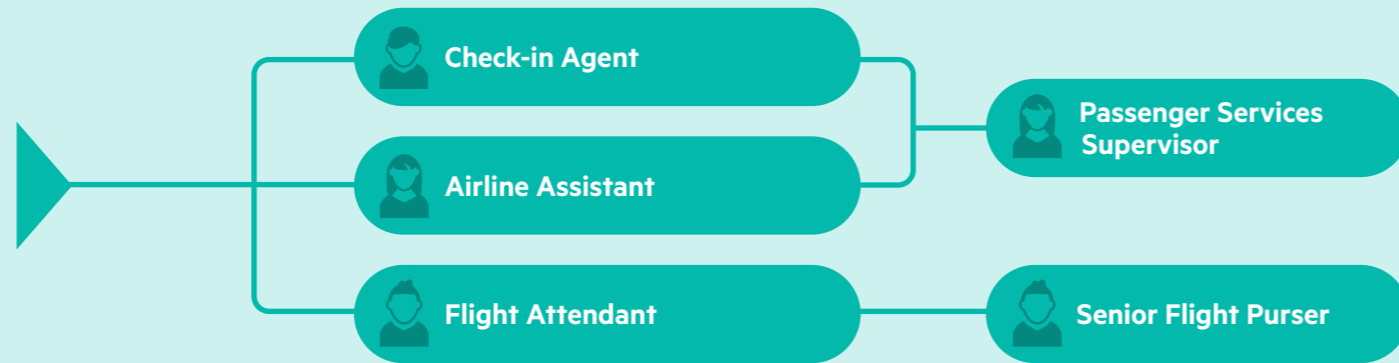 Check-in Agent
Airline Assistant
Flight Attendant
Passenger Services
Supervisor
Senior Flight Purser